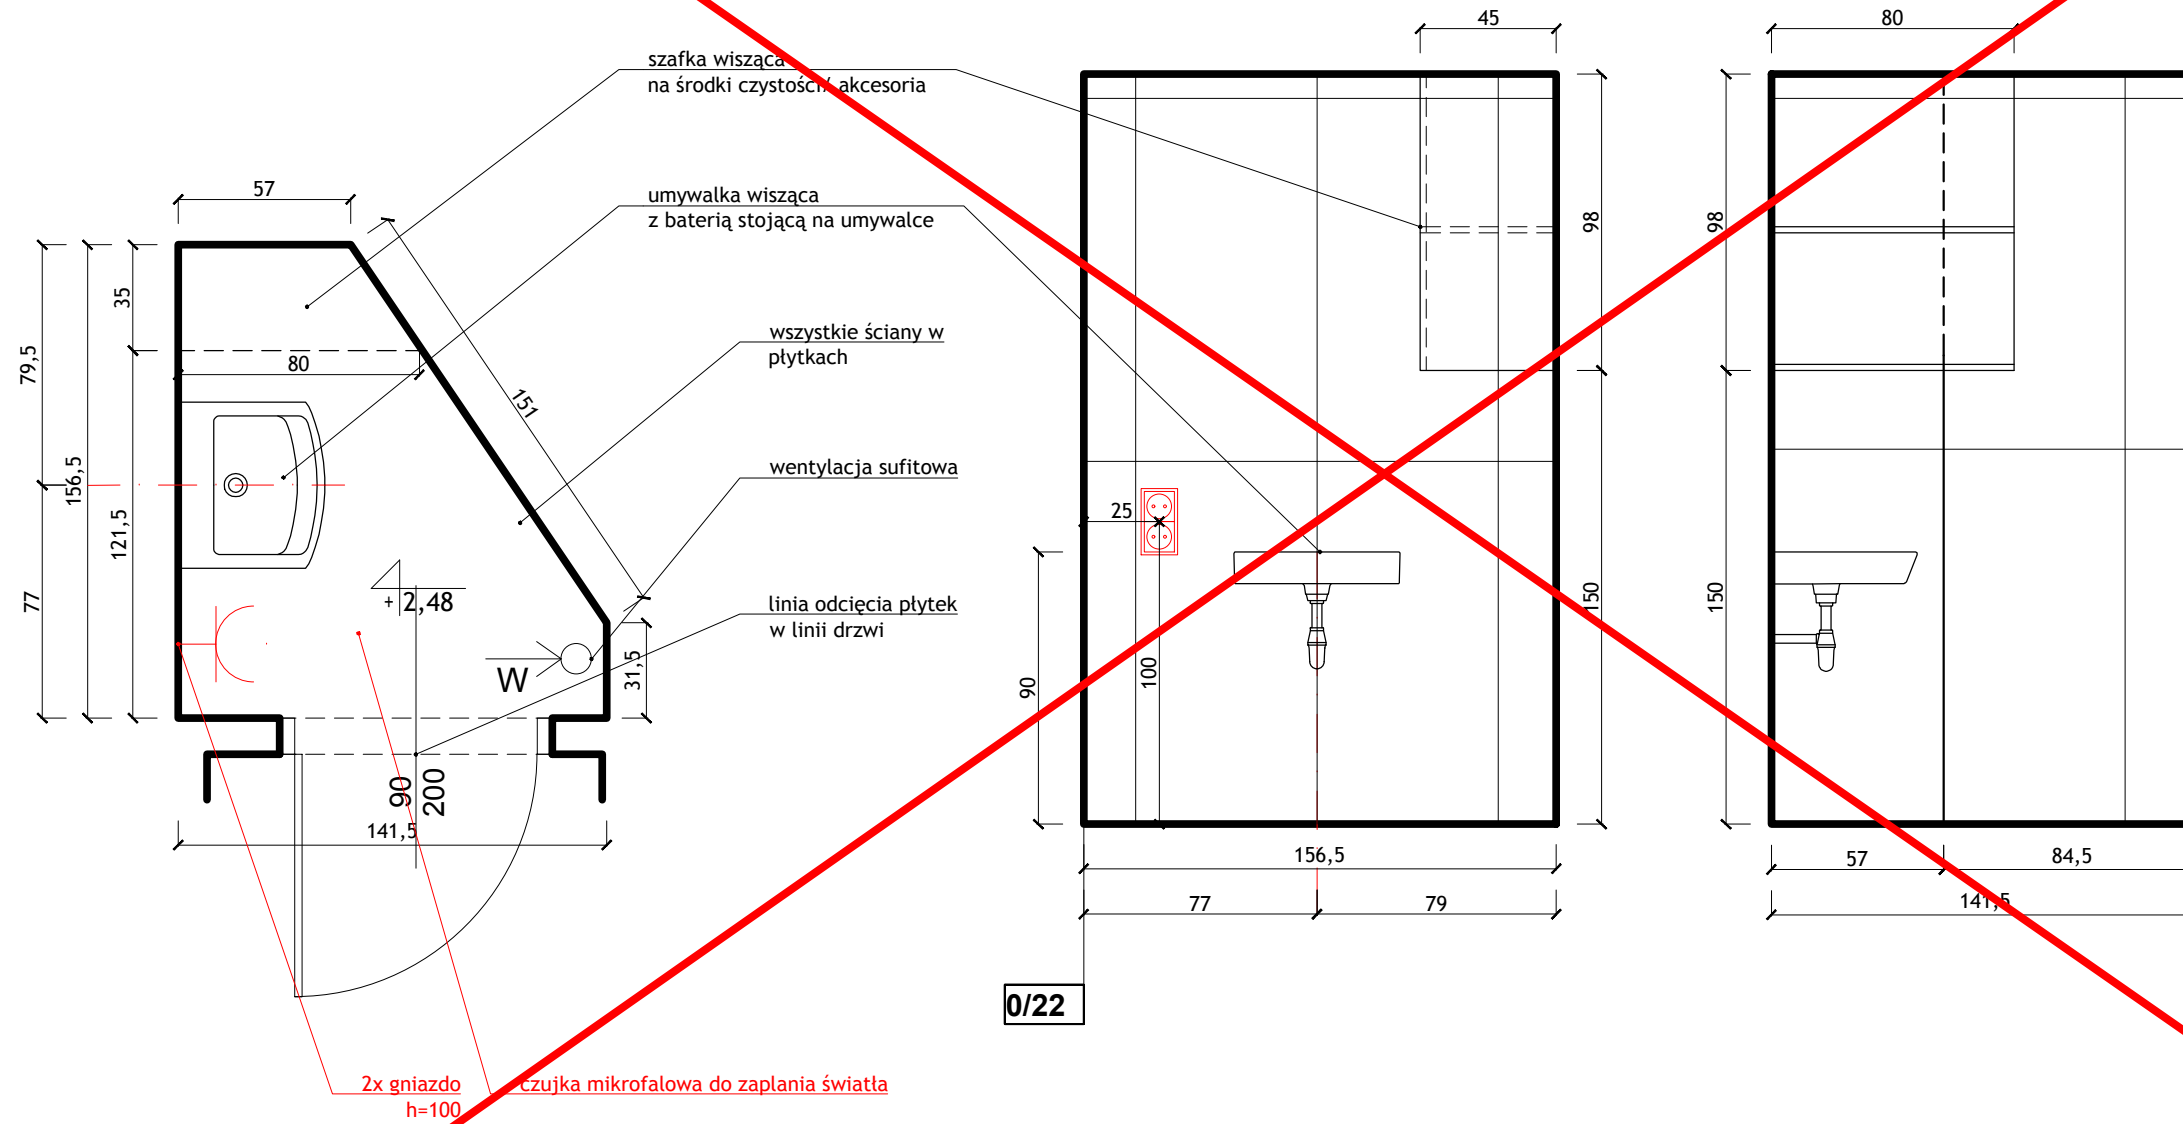 45
80
szafka wisząca
na środki czystości/ akcesoria
57
umywalka wisząca
z baterią stojącą na umywalce
98
98
35
wszystkie ściany w
płytkach
79,5
80
151
156,5
wentylacja sufitowa
121,5
25
+ 2,48
linia odcięcia płytek
w linii drzwi
77
150
150
31,5
W
90
100
90
200
141,5
156,5
57
84,5
77
79
141,5
0/22
2x gniazdo
h=100
czujka mikrofalowa do zaplania światła